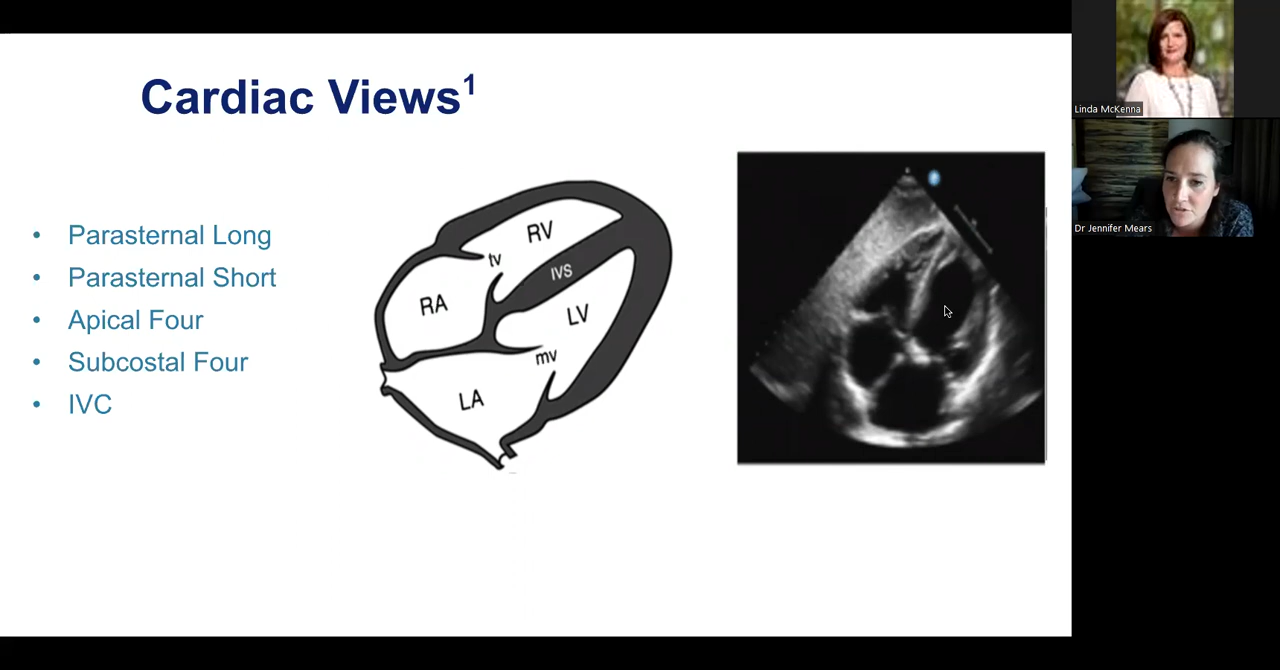 Cardiac Views1
• Parasternal Long
• Parasternal Short
• Apical Four
• Subcostal Four
• IVC
RV
tv
IVS
RA
LV
mv
LA
Linda McKenna
Dr Jennifer Mears